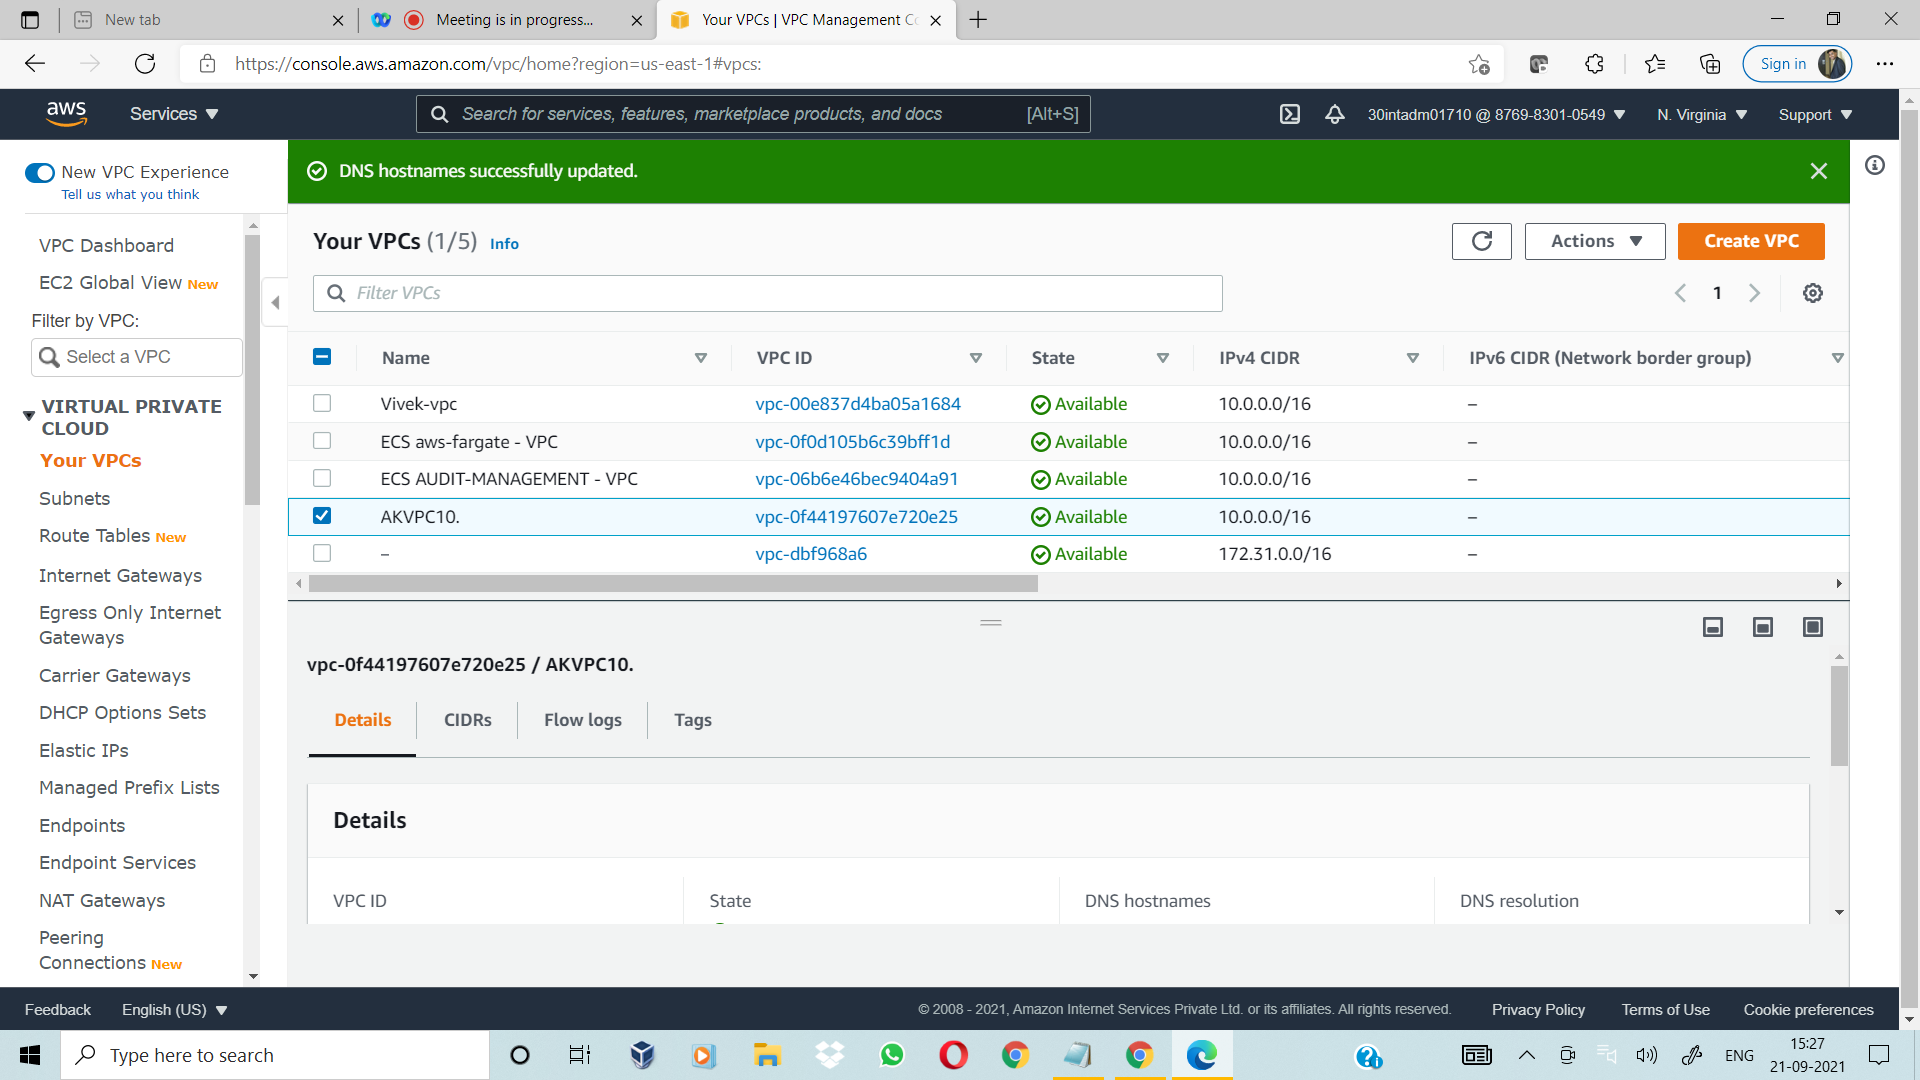 New tab
Meeting is in progress...
Your VPCs | VPC Management Co
https://console.aws.amazon.com/vpc/home?region=us-east-1#vpcs:
Sign in
aws
Services
Search for services, features, marketplace products, and docs
[Alt+S]
30intadm01710 @ 8769-8301-0549
N. Virginia
Support
New VPC Experience
Tell us what you think
DNS hostnames successfully updated.
VPC Dashboard
EC2 Global View New
Filter by VPC:
Select a VPC
VIRTUAL PRIVATE
CLOUD
Your VPCs
Subnets
Route Tables New
Internet Gateways
Egress Only Internet
Gateways
Carrier Gateways
DHCP Options Sets
Elastic IPs
Managed Prefix Lists
Endpoints
Endpoint Services
NAT Gateways
Peering
Connections New
Your VPCs (1/5) Info
Actions
Create VPC
Filter VPCs
1
Name VPC ID State IPv4 CIDR IPv6 CIDR (Network border group)
Vivek-vpc vpc-00e837d4ba05a1684 Available 10.0.0.0/16 –
ECS aws-fargate - VPC vpc-0f0d105b6c39bff1d Available 10.0.0.0/16 –
ECS AUDIT-MANAGEMENT - VPC vpc-06b6e46bec9404a91 Available 10.0.0.0/16 –
AKVPC10. vpc-0f44197607e720e25 Available 10.0.0.0/16 –
– vpc-dbf968a6 Available 172.31.0.0/16 –
vpc-0f44197607e720e25 / AKVPC10.
Details CIDRs Flow logs Tags
Details
VPC ID State DNS hostnames DNS resolution
Feedback English (US)
© 2008 - 2021, Amazon Internet Services Private Ltd. or its affiliates. All rights reserved. Privacy Policy Terms of Use Cookie preferences
Type here to search
ENG
15:27
21-09-2021